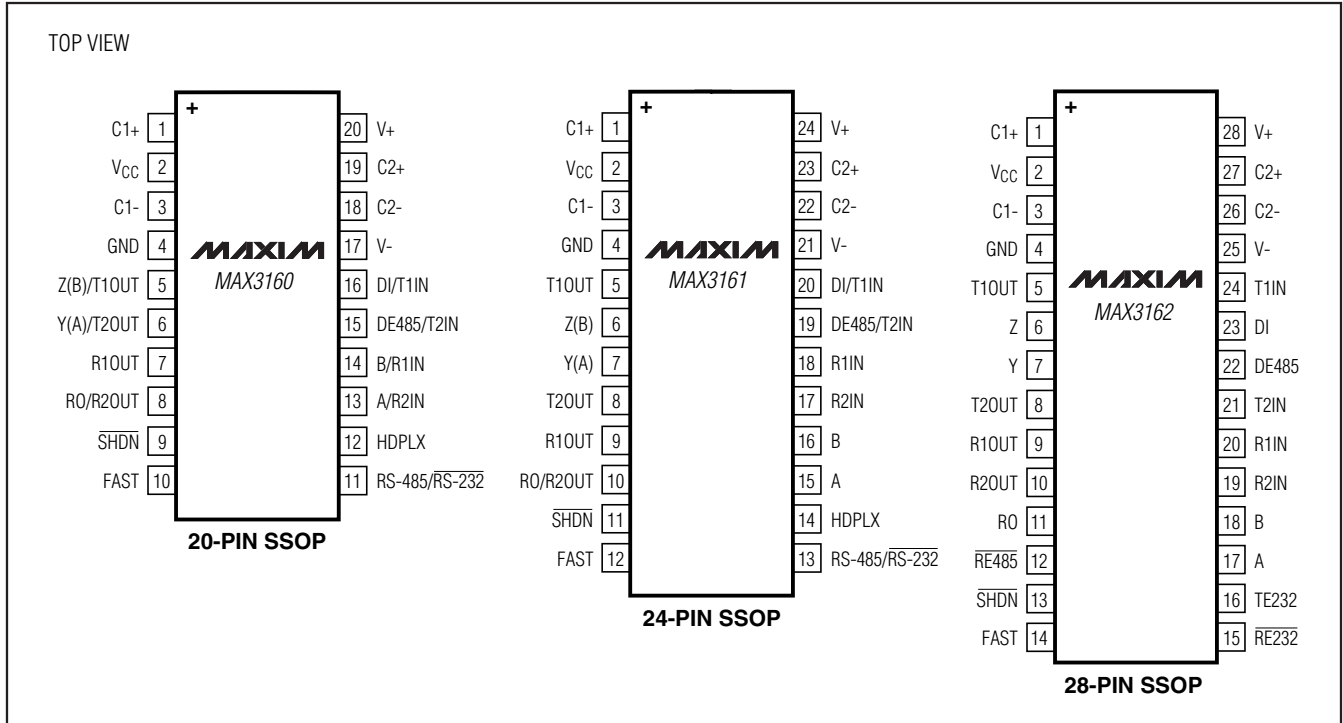 TOP VIEW
+
C1+ 1
VCC 2
C1- 3
GND 4
Z(B)/T1OUT 5
Y(A)/T2OUT 6
R1OUT 7
RO/R2OUT 8
SHDN 9
FAST 10
20 V+
19 C2+
18 C2-
17 V-
16 DI/T1IN
15 DE485/T2IN
14 B/R1IN
13 A/R2IN
12 HDPLX
11 RS-485/RS-232
MAXIM
MAX3160
20-PIN SSOP
+
C1+ 1
VCC 2
C1- 3
GND 4
T1OUT 5
Z(B) 6
Y(A) 7
T2OUT 8
R1OUT 9
RO/R2OUT 10
SHDN 11
FAST 12
24 V+
23 C2+
22 C2-
21 V-
20 DI/T1IN
19 DE485/T2IN
18 R1IN
17 R2IN
16 B
15 A
14 HDPLX
13 RS-485/RS-232
MAXIM
MAX3161
24-PIN SSOP
+
C1+ 1
VCC 2
C1- 3
GND 4
T1OUT 5
Z 6
Y 7
T2OUT 8
R1OUT 9
R2OUT 10
RO 11
RE485 12
SHDN 13
FAST 14
28 V+
27 C2+
26 C2-
25 V-
24 T1IN
23 DI
22 DE485
21 T2IN
20 R1IN
19 R2IN
18 B
17 A
16 TE232
15 RE232
MAXIM
MAX3162
28-PIN SSOP